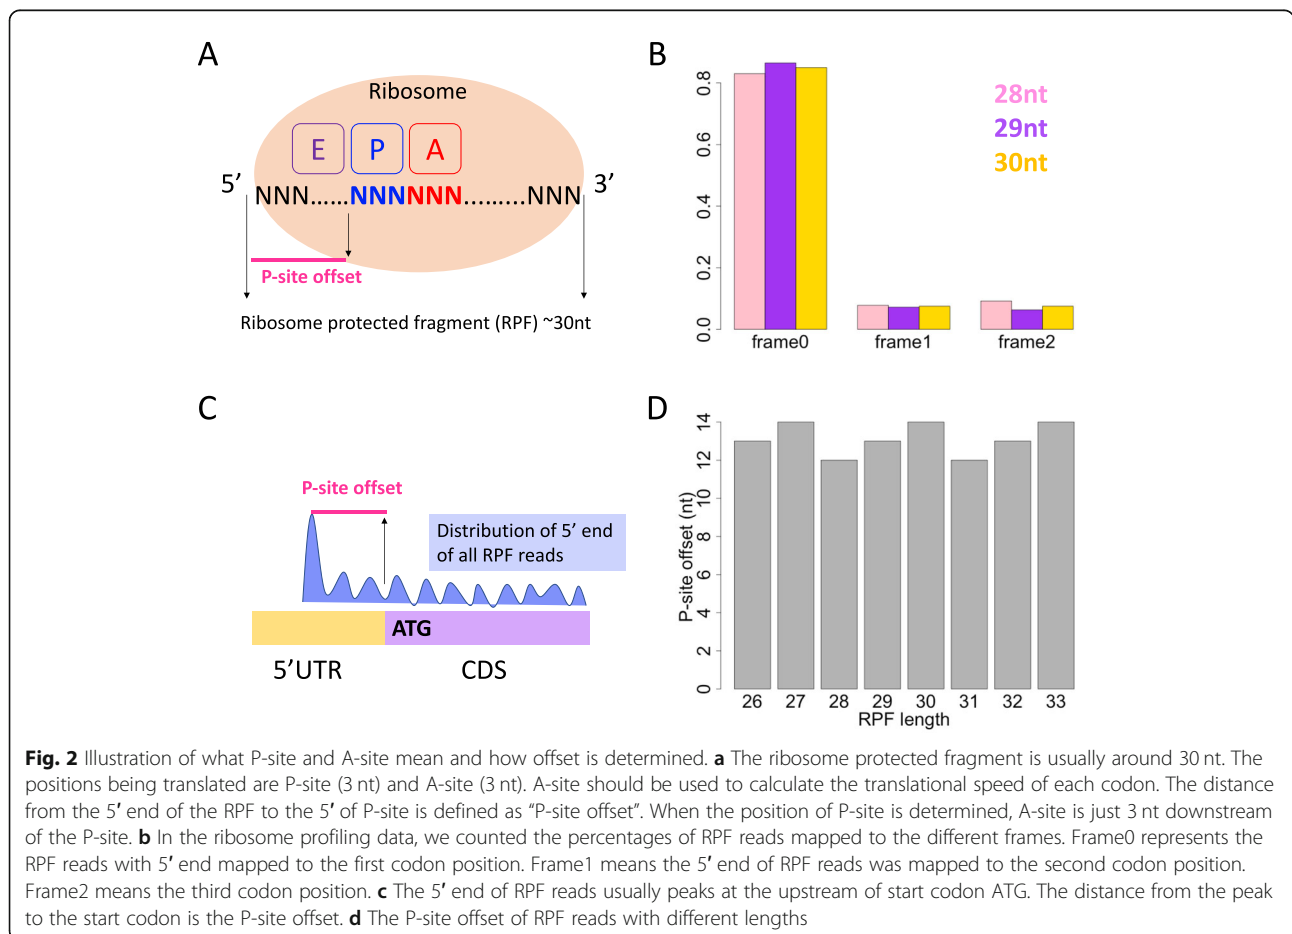 A
Ribosome
E P A
5’ NNN......NNNNNN.........NNN 3’
P-site offset
Ribosome protected fragment (RPF) ~30nt
B
0.8
0.6
0.4
0.2
0.0
28nt
29nt
30nt
frame0 frame1 frame2
C
P-site offset
Distribution of 5’ end
of all RPF reads
ATG
5’UTR CDS
D
P-site offset (nt)
14
12
10
8
6
4
2
0
26 27 28 29 30 31 32 33
RPF length
Fig. 2 Illustration of what P-site and A-site mean and how offset is determined. a The ribosome protected fragment is usually around 30 nt. The
positions being translated are P-site (3 nt) and A-site (3 nt). A-site should be used to calculate the translational speed of each codon. The distance
from the 5′ end of the RPF to the 5′ of P-site is defined as “P-site offset”. When the position of P-site is determined, A-site is just 3 nt downstream
of the P-site. b In the ribosome profiling data, we counted the percentages of RPF reads mapped to the different frames. Frame0 represents the
RPF reads with 5′ end mapped to the first codon position. Frame1 means the 5′ end of RPF reads was mapped to the second codon position.
Frame2 means the third codon position. c The 5′ end of RPF reads usually peaks at the upstream of start codon ATG. The distance from the peak
to the start codon is the P-site offset. d The P-site offset of RPF reads with different lengths